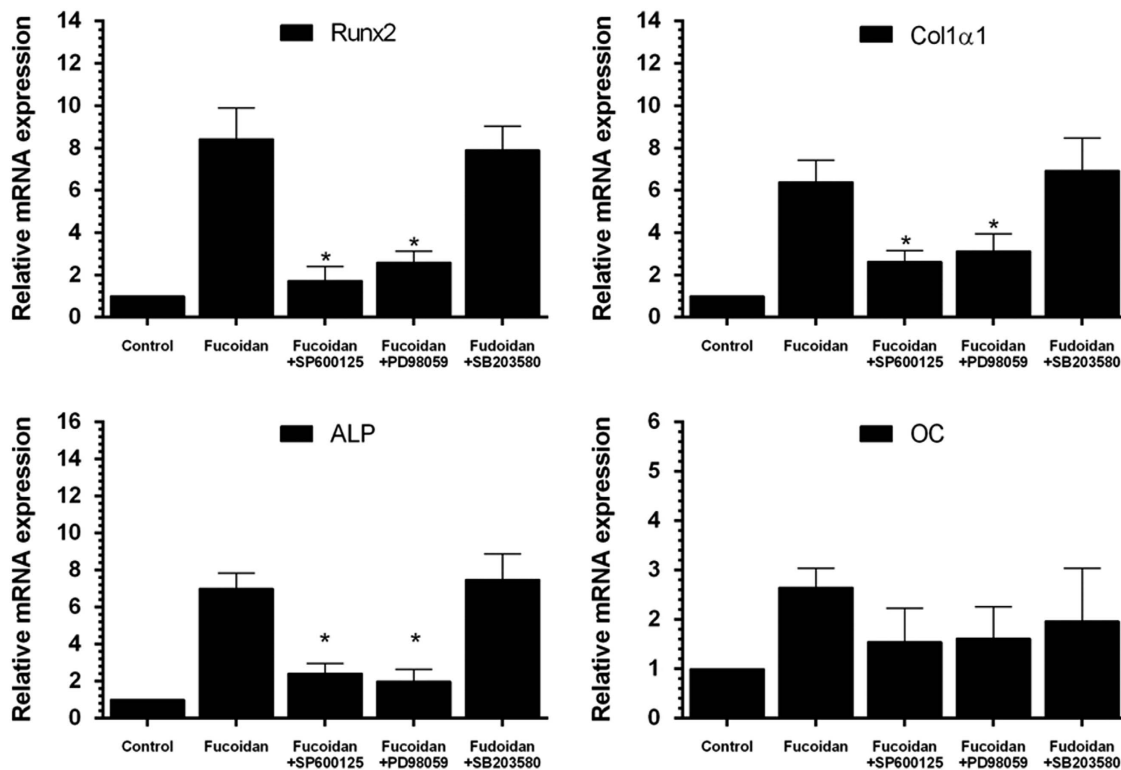 Relative mRNA expression
14
12
10
8
6
4
2
0
Runx2
*
*
Control
Fucoidan
Fucoidan
+SP600125
Fucoidan
+PD98059
Fudoidan
+SB203580
Relative mRNA expression
14
12
10
8
6
4
2
0
Col1α1
*
*
Control
Fucoidan
Fucoidan
+SP600125
Fucoidan
+PD98059
Fudoidan
+SB203580
Relative mRNA expression
16
14
12
10
8
6
4
2
0
ALP
*
*
Control
Fucoidan
Fucoidan
+SP600125
Fucoidan
+PD98059
Fudoidan
+SB203580
Relative mRNA expression
6
5
4
3
2
1
0
OC
Control
Fucoidan
Fucoidan
+SP600125
Fucoidan
+PD98059
Fudoidan
+SB203580